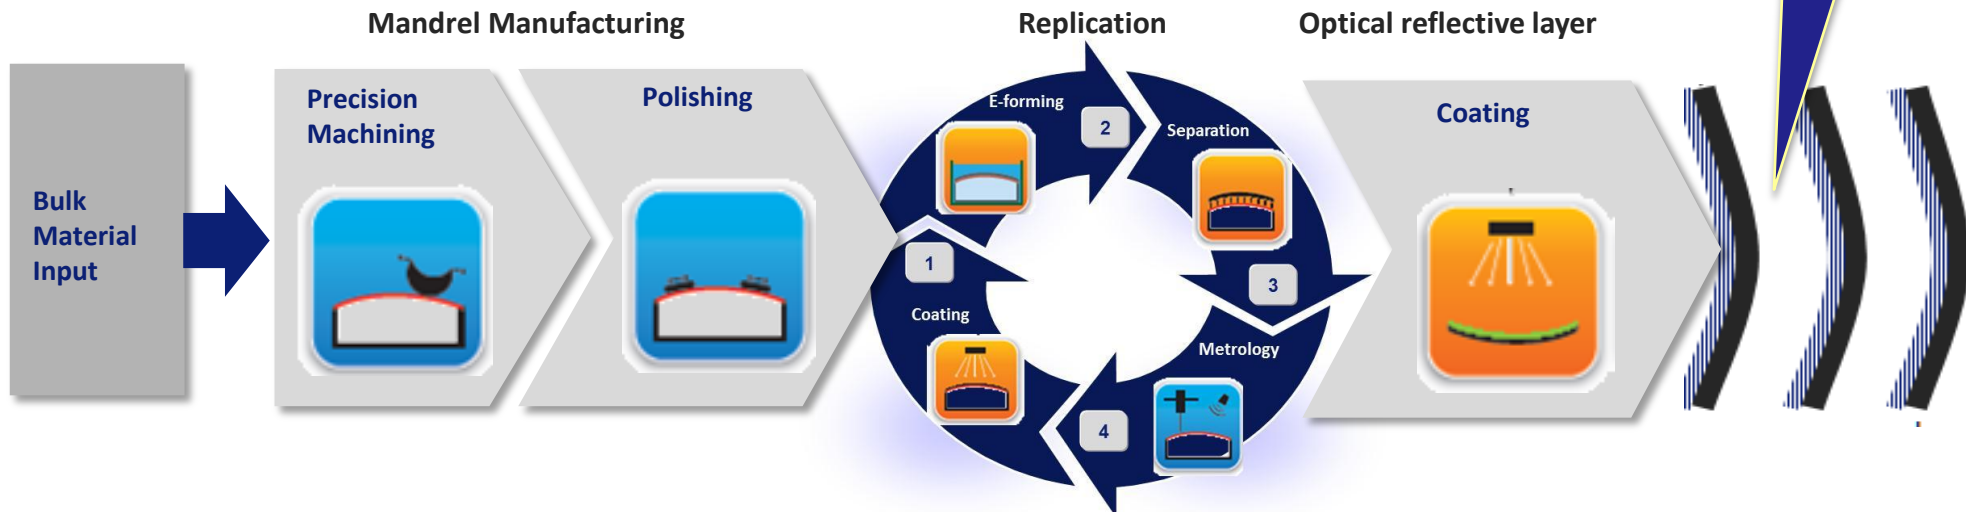 Mandrel Manufacturing
Replication
Optical reflective layer
Bulk
Material
Input
Precision
Machining
Polishing
E-forming
2
Separation
1
3
Coating
Metrology
4
Coating